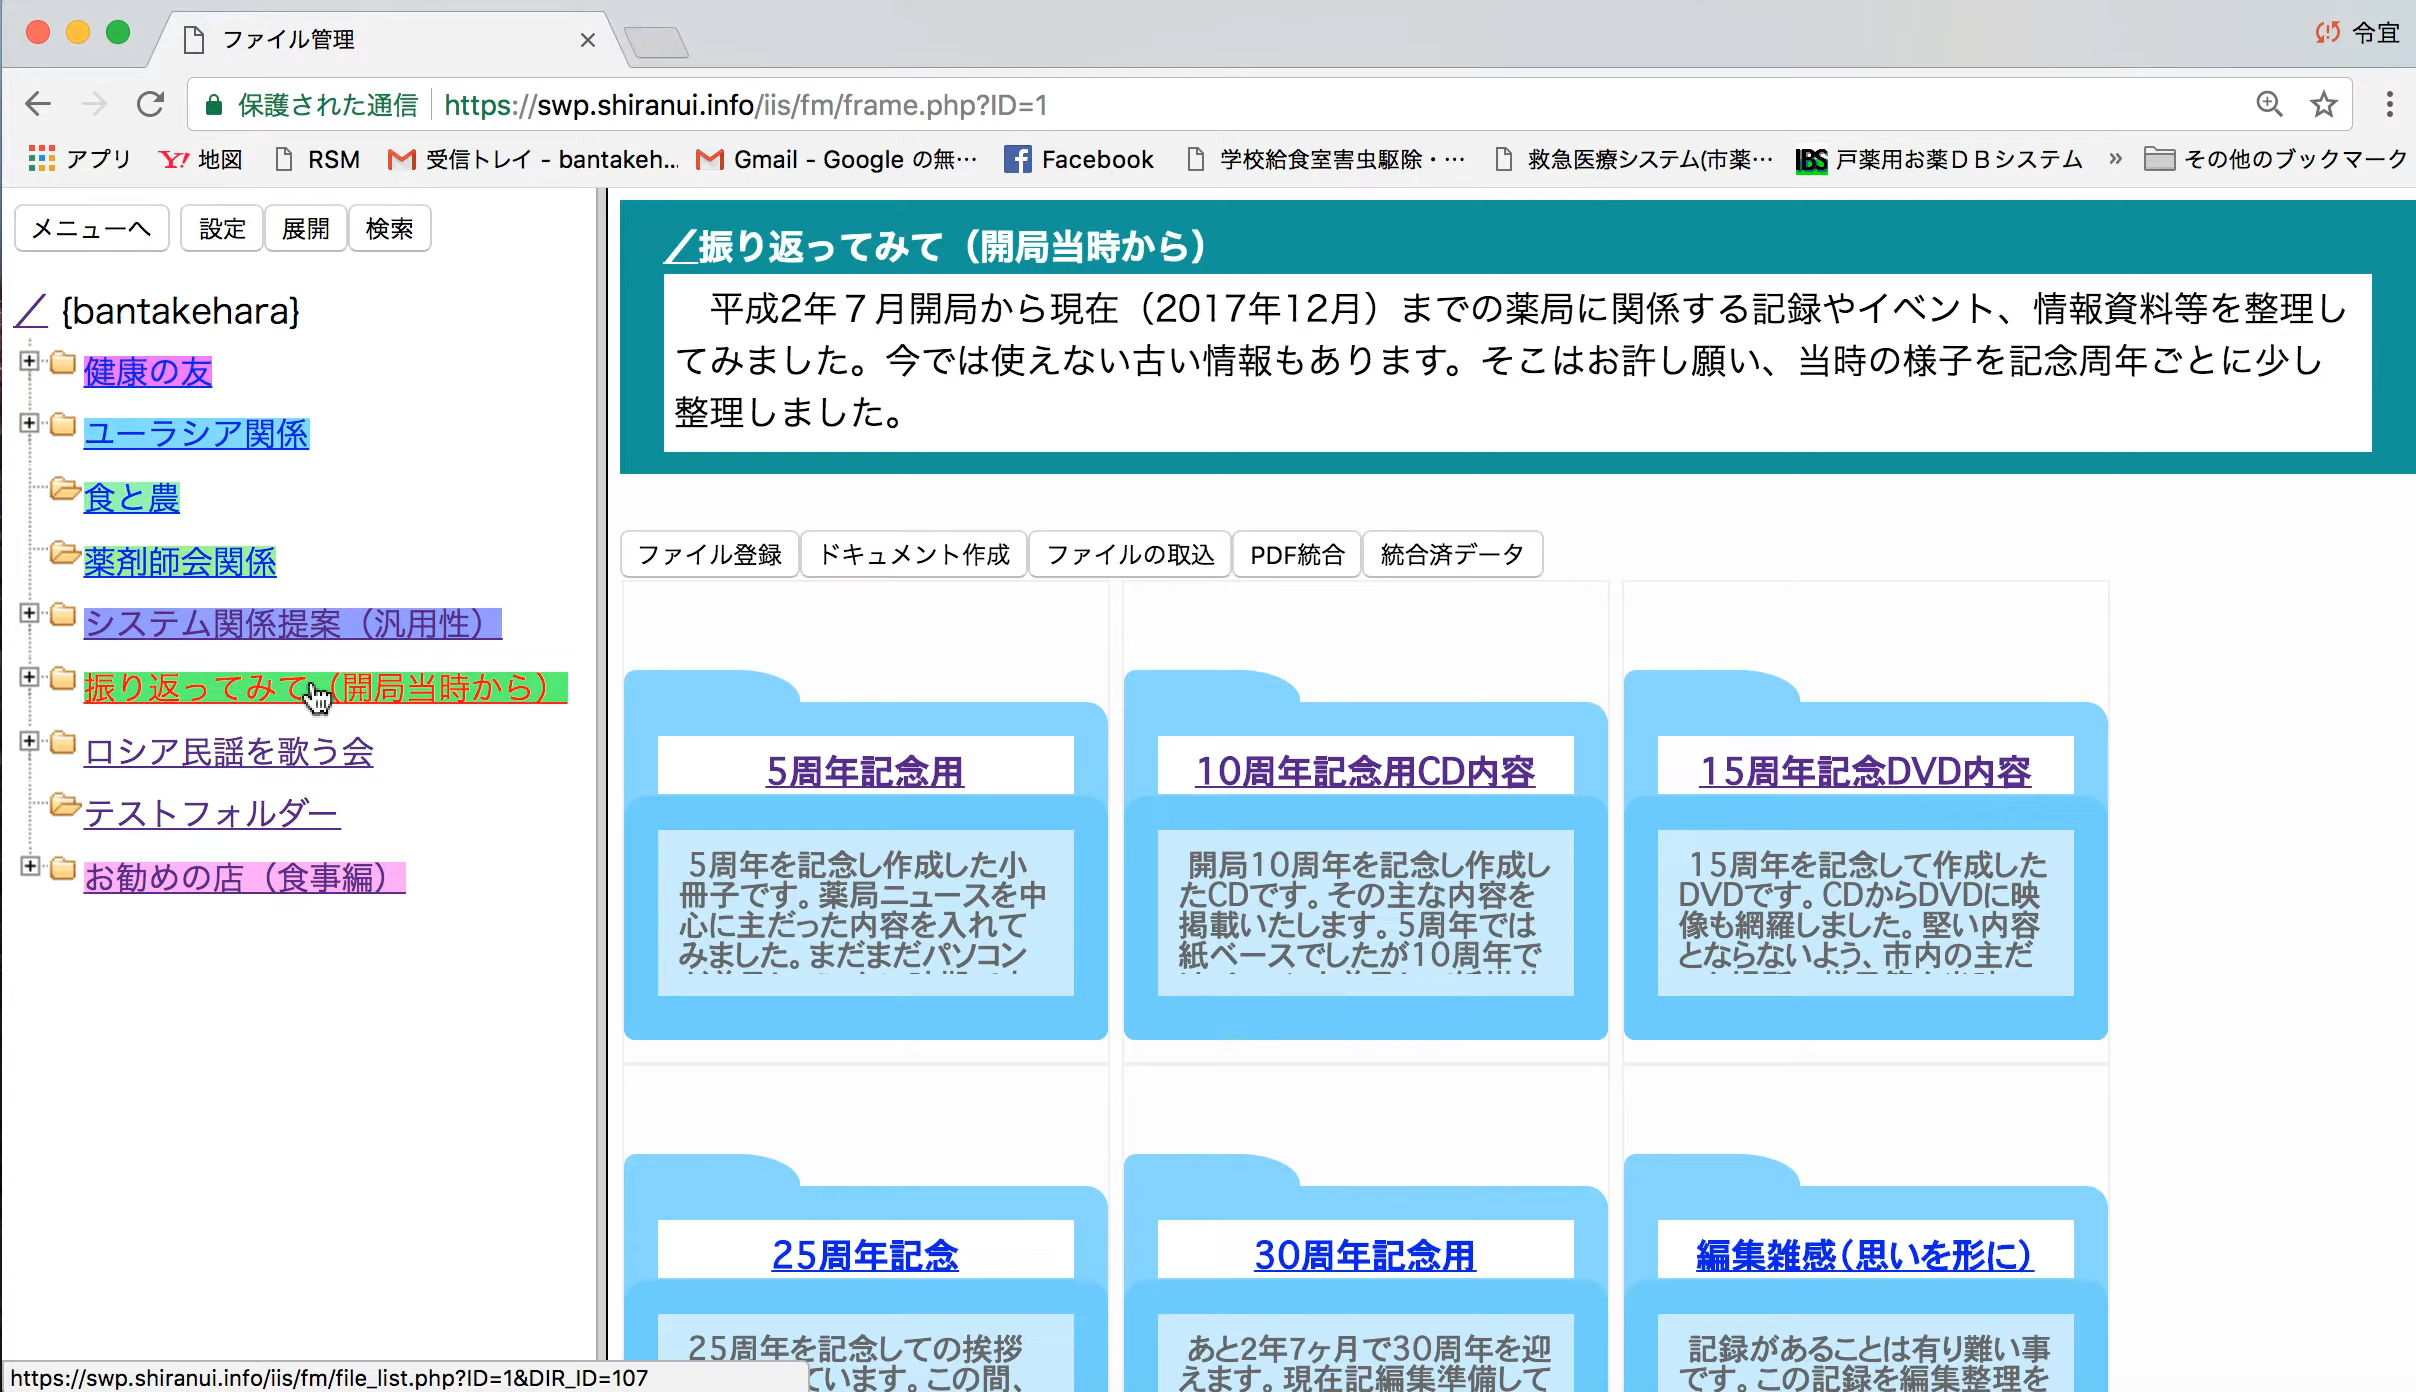 ファイル管理
令宜
保護された通信 https://swp.shiranui.info/iis/fm/frame.php?ID=1
アプリ Y! 地図 RSM 受信トレイ - bantakeh... Gmail - Google の無… Facebook 学校給食室害虫駆除・… 救急医療システム(市薬… IBS 戸薬用お薬ＤＢシステム » その他のブックマーク
メニューへ 設定 展開 検索
／ {bantakehara}
健康の友
ユーラシア関係
食と農
薬剤師会関係
システム関係提案（汎用性）
振り返ってみて（開局当時から）
ロシア民謡を歌う会
テストフォルダー
お勧めの店（食事編）
／振り返ってみて（開局当時から）
平成2年７月開局から現在（2017年12月）までの薬局に関係する記録やイベント、情報資料等を整理し
てみました。今では使えない古い情報もあります。そこはお許し願い、当時の様子を記念周年ごとに少し
整理しました。
ファイル登録 ドキュメント作成 ファイルの取込 PDF統合 統合済データ
5周年記念用
5周年を記念し作成した小
冊子です。薬局ニュースを中
心に主だった内容を入れて
みました。まだまだパソコン
10周年記念用CD内容
開局10周年を記念し作成し
たCDです。その主な内容を
掲載いたします。5周年では
紙ベースでしたが10周年で
15周年記念DVD内容
15周年を記念して作成した
DVDです。CDからDVDに映
像も網羅しました。堅い内容
とならないよう、市内の主だ
25周年記念
25周年を記念しての挨拶
ています。この間、
30周年記念用
あと2年7ヶ月で30周年を迎
えます。現在記編集準備して
編集雑感（思いを形に）
記録があることは有り難い事
です。この記録を編集整理を
https://swp.shiranui.info/iis/fm/file_list.php?ID=1&DIR_ID=107